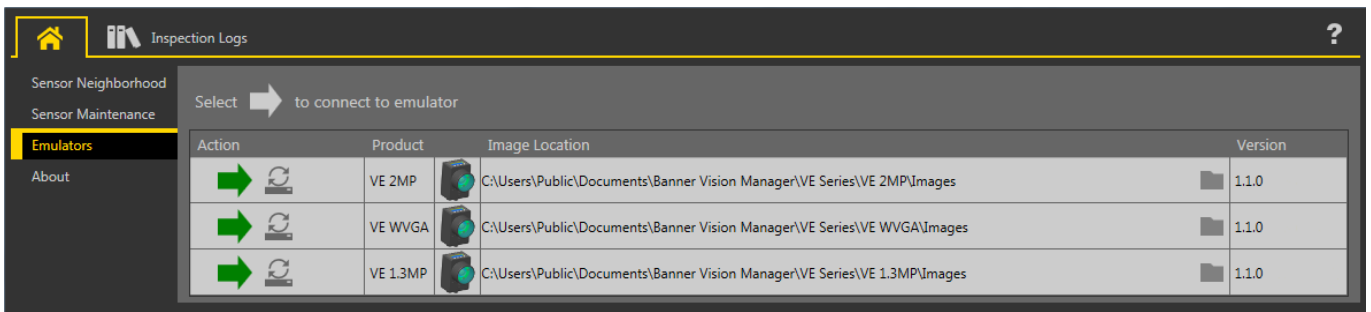 Inspection Logs
?
Sensor Neighborhood
Sensor Maintenance
Emulators
About
Select to connect to emulator
Action Product Image Location Version
VE 2MP C:\Users\Public\Documents\Banner Vision Manager\VE Series\VE 2MP\Images 1.1.0
VE WVGA C:\Users\Public\Documents\Banner Vision Manager\VE Series\VE WVGA\Images 1.1.0
VE 1.3MP C:\Users\Public\Documents\Banner Vision Manager\VE Series\VE 1.3MP\Images 1.1.0